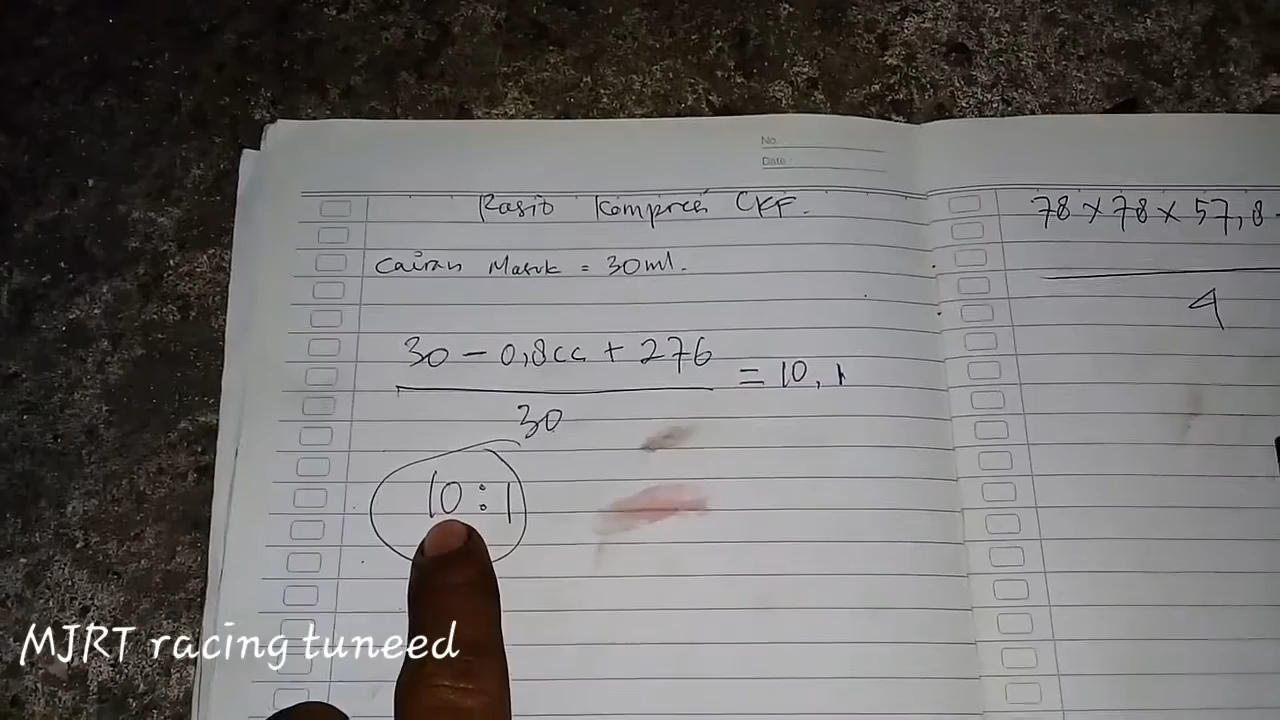 No
Date
Rasio Kompresi CKF.
Cairan Masuk = 30ml.
30 - 0,8cc + 276
= 10,1
30
10:1
78 x 78 x 57,8
4
MJRT racing tuneed